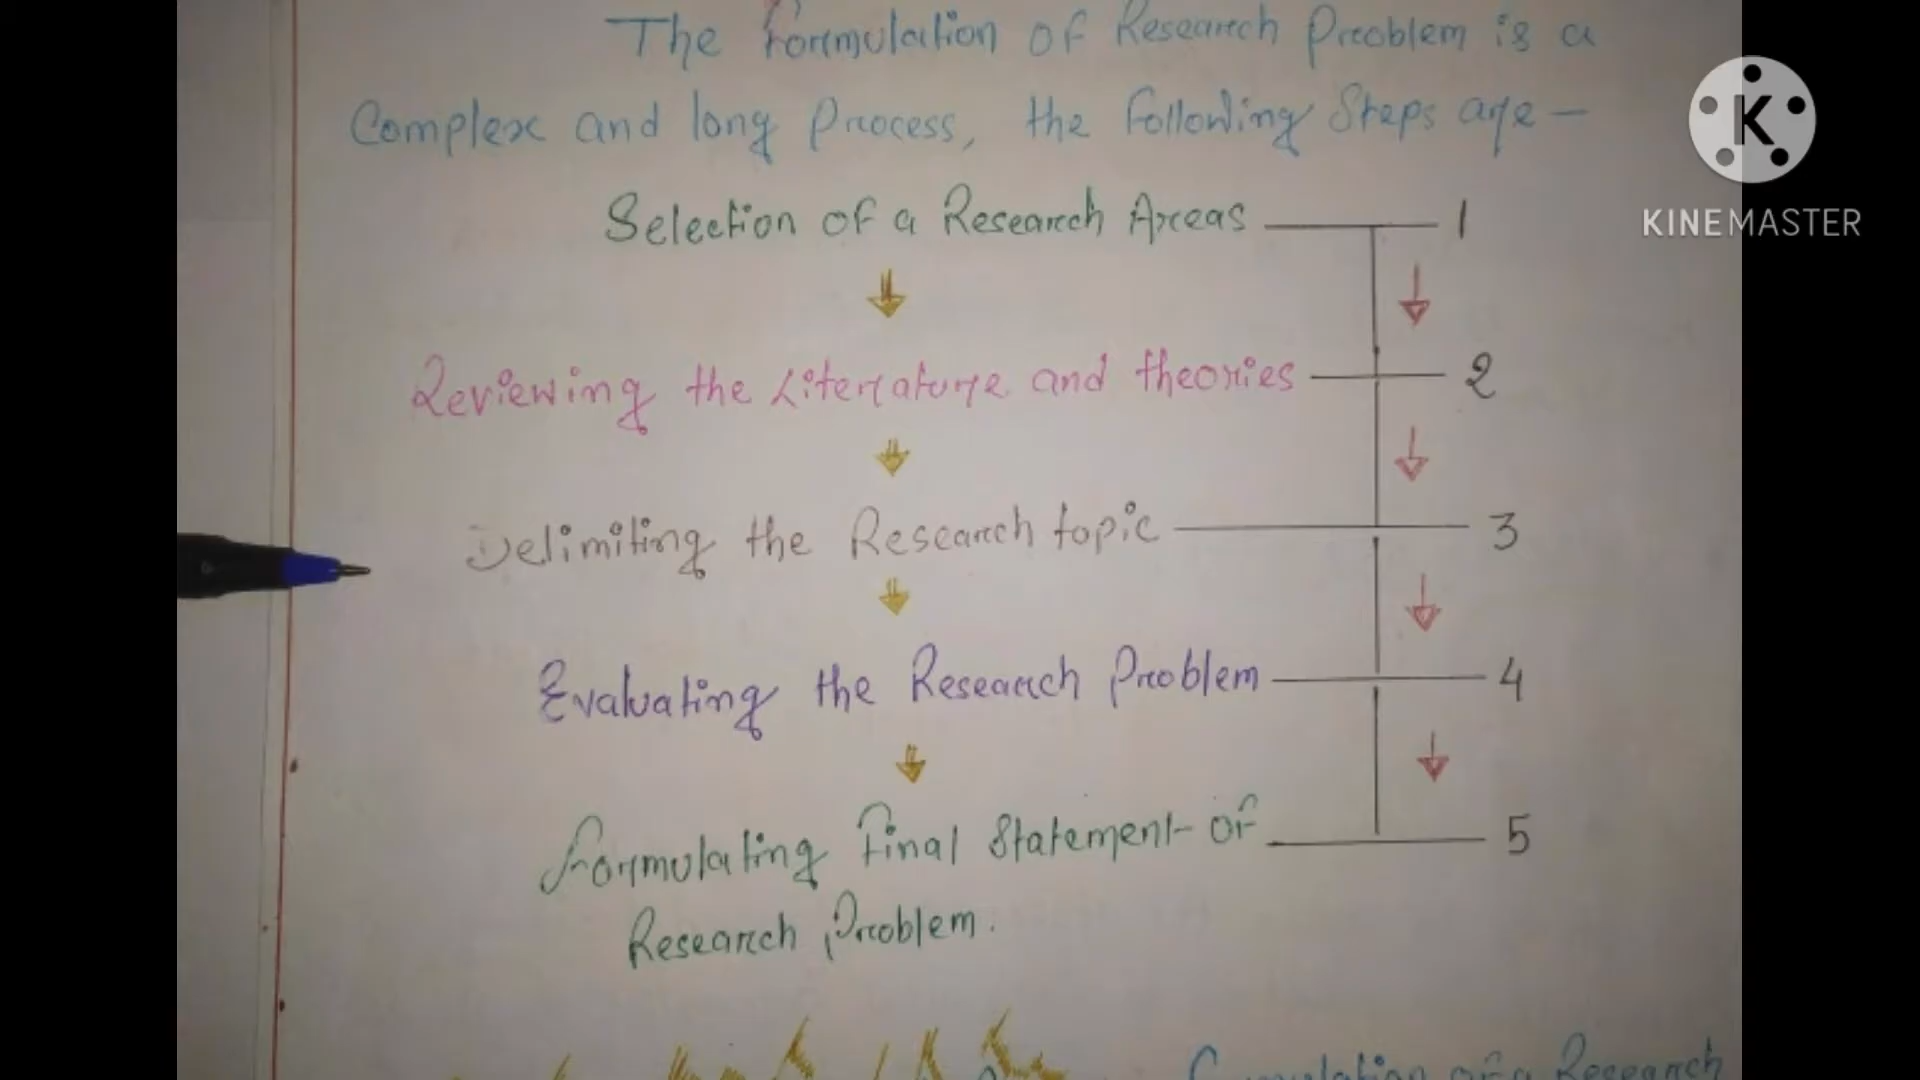 The Formulation of Research Problem is a
Complex and long Process, the following Steps are –
Selection of a Research Areas 1
Reviewing the Literature and theories 2
Delimiting the Research topic 3
Evaluating the Research Problem 4
Formulating Final Statement of 5
Research Problem.
of a Research
K
KINEMASTER